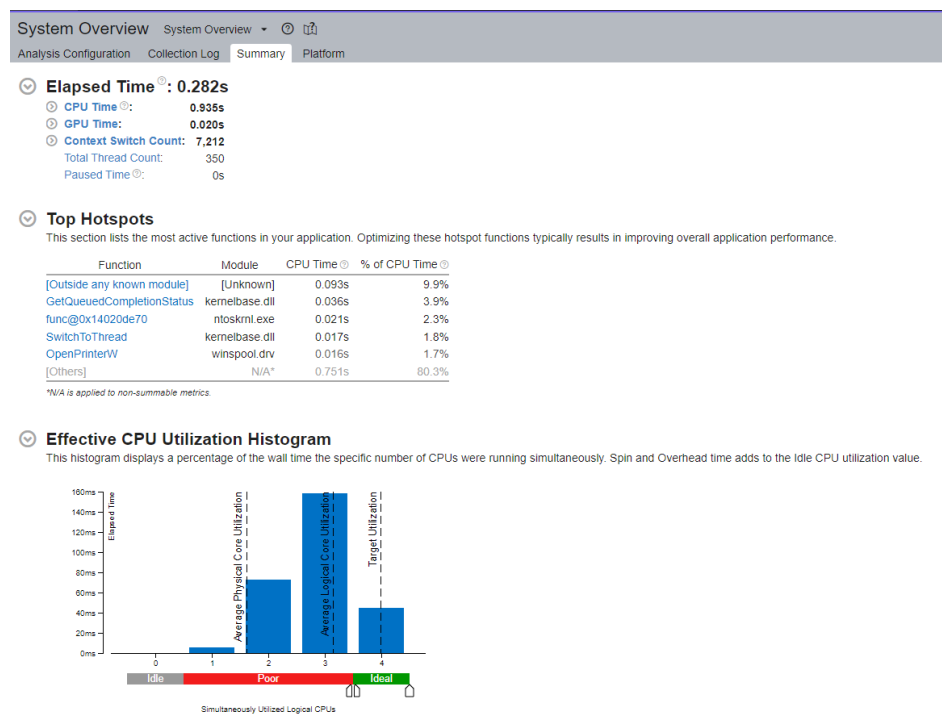 System Overview System Overview
Analysis Configuration Collection Log Summary Platform
Elapsed Time: 0.282s
CPU Time: 0.935s
GPU Time: 0.020s
Context Switch Count: 7,212
Total Thread Count: 350
Paused Time: 0s
Top Hotspots
This section lists the most active functions in your application. Optimizing these hotspot functions typically results in improving overall application performance.
Function Module CPU Time % of CPU Time
[Outside any known module] [Unknown] 0.093s 9.9%
GetQueuedCompletionStatus kernelbase.dll 0.036s 3.9%
func@0x14020de70 ntoskrnl.exe 0.021s 2.3%
SwitchToThread kernelbase.dll 0.017s 1.8%
OpenPrinterW winspool.drv 0.016s 1.7%
[Others] N/A* 0.751s 80.3%
*N/A is applied to non-summable metrics.
Effective CPU Utilization Histogram
This histogram displays a percentage of the wall time the specific number of CPUs were running simultaneously. Spin and Overhead time adds to the Idle CPU utilization value.
160ms
140ms
120ms
100ms
80ms
60ms
40ms
20ms
0ms
Elapsed Time
Average Physical Core Utilization
Average Logical Core Utilization
Target Utilization
0 1 2 3 4
Idle Poor Ideal
Simultaneously Utilized Logical CPUs